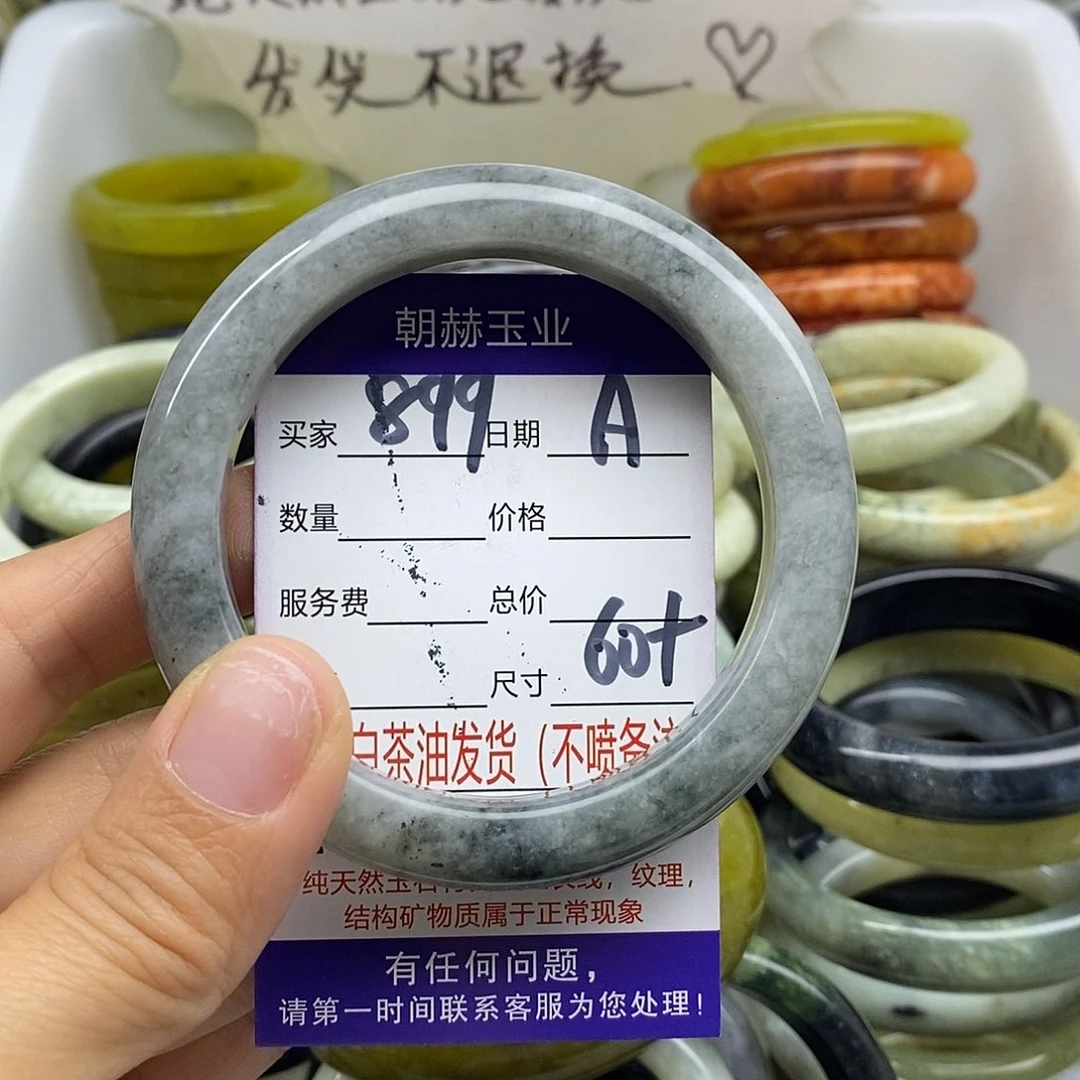 发货不退换
朝赫玉业
买家 899 日期 A
数量 价格
服务费 总价
尺寸 60+
白茶油发货（不喷
纯天然玉石 纹理，
结构矿物质属于正常现象
有任何问题，
请第一时间联系客服为您处理！